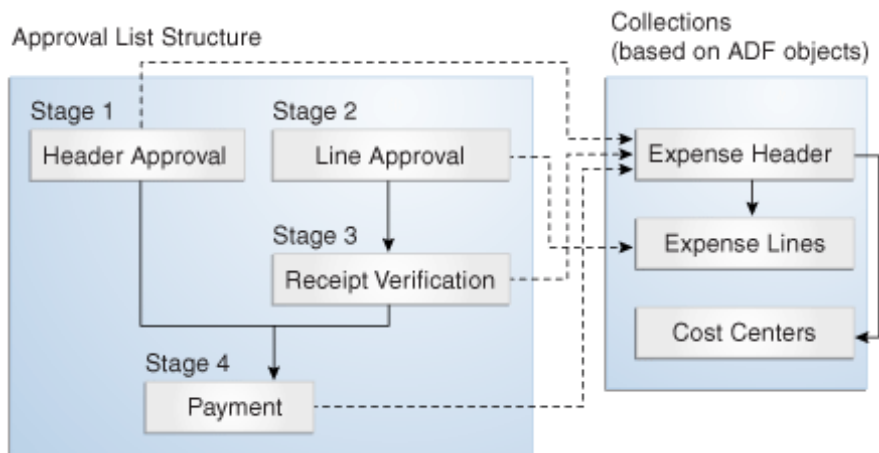 Approval List Structure
Collections
(based on ADF objects)
Stage 1
Header Approval
Stage 2
Line Approval
Stage 3
Receipt Verification
Stage 4
Payment
Expense Header
Expense Lines
Cost Centers